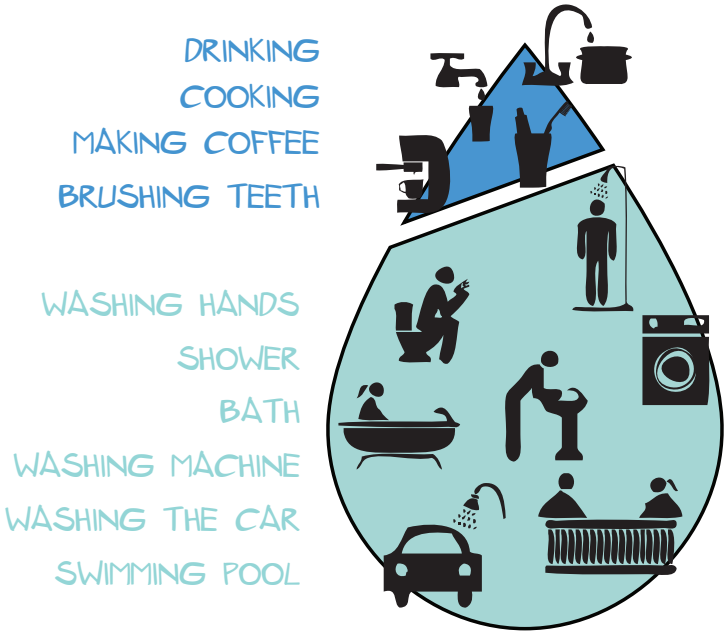 DRINKING
COOKING
MAKING COFFEE
BRUSHING TEETH
WASHING HANDS
SHOWER
BATH
WASHING MACHINE
WASHING THE CAR
SWIMMING POOL